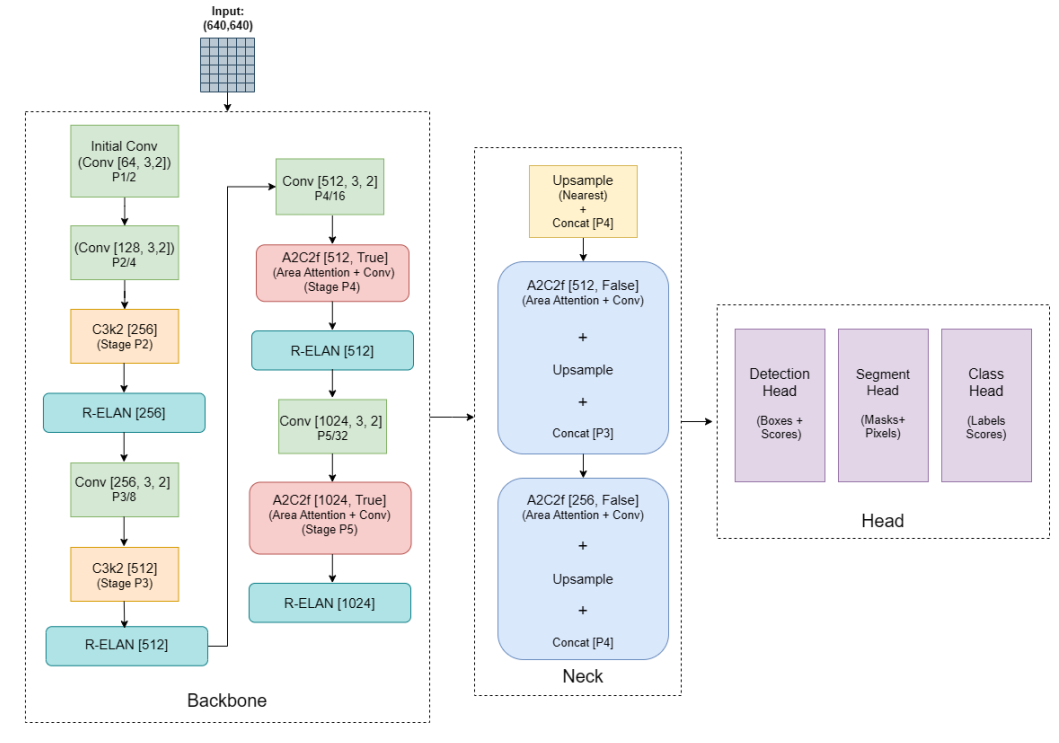 Input:
(640,640)
Initial Conv
(Conv [64, 3,2])
P1/2
(Conv [128, 3,2])
P2/4
C3k2 [256]
(Stage P2)
R-ELAN [256]
Conv [256, 3, 2]
P3/8
C3k2 [512]
(Stage P3)
R-ELAN [512]
Conv [512, 3, 2]
P4/16
A2C2f [512, True]
(Area Attention + Conv)
(Stage P4)
R-ELAN [512]
Conv [1024, 3, 2]
P5/32
A2C2f [1024, True]
(Area Attention + Conv)
(Stage P5)
R-ELAN [1024]
Backbone
Upsample
(Nearest)
+
Concat [P4]
A2C2f [512, False]
(Area Attention + Conv)
+
Upsample
+
Concat [P3]
A2C2f [256, False]
(Area Attention + Conv)
+
Upsample
+
Concat [P4]
Neck
Detection
Head
(Boxes +
Scores)
Segment
Head
(Masks+
Pixels)
Class
Head
(Labels
Scores)
Head